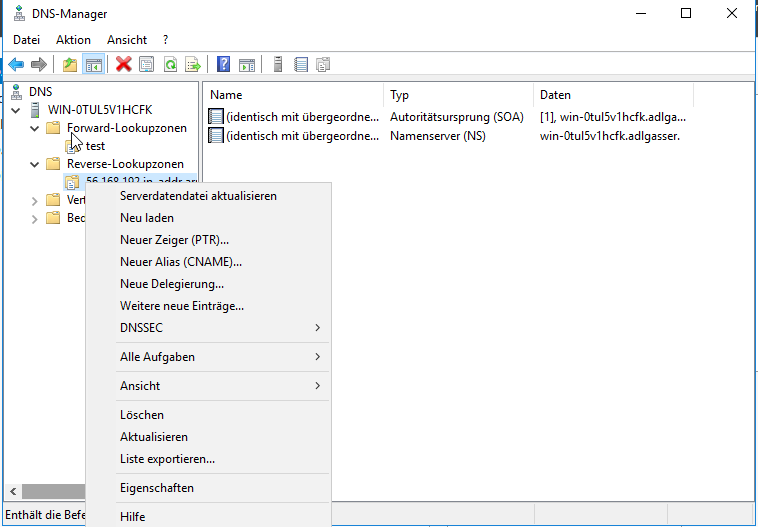 DNS-Manager
Datei Aktion Ansicht ?
DNS
WIN-0TUL5V1HCFK
Forward-Lookupzonen
test
Reverse-Lookupzonen
56.168.192.in-addr.ar
Vert
Bed
Name Typ Daten
(identisch mit übergeordne... Autoritätsursprung (SOA) [1], win-0tul5v1hcfk.adlga...
(identisch mit übergeordne... Namenserver (NS) win-0tul5v1hcfk.adlgasser.
Serverdatendatei aktualisieren
Neu laden
Neuer Zeiger (PTR)...
Neuer Alias (CNAME)...
Neue Delegierung...
Weitere neue Einträge...
DNSSEC
Alle Aufgaben
Ansicht
Löschen
Aktualisieren
Liste exportieren...
Eigenschaften
Hilfe
Enthält die Befe